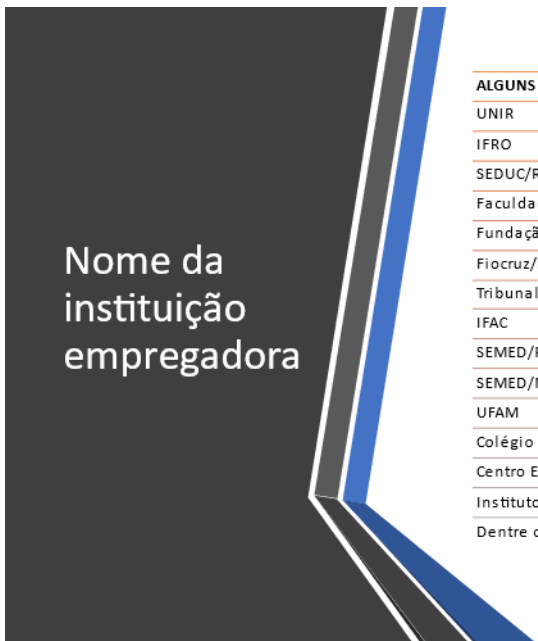 Nome da
instituição
empregadora
ALGUNS
UNIR
IFRO
SEDUC/
Fundaçã
Fiocruz/
Tribunal
IFAC
SEMED/
SEMED/
UFAM
Colégio
Centro E
Instituto
Dentre